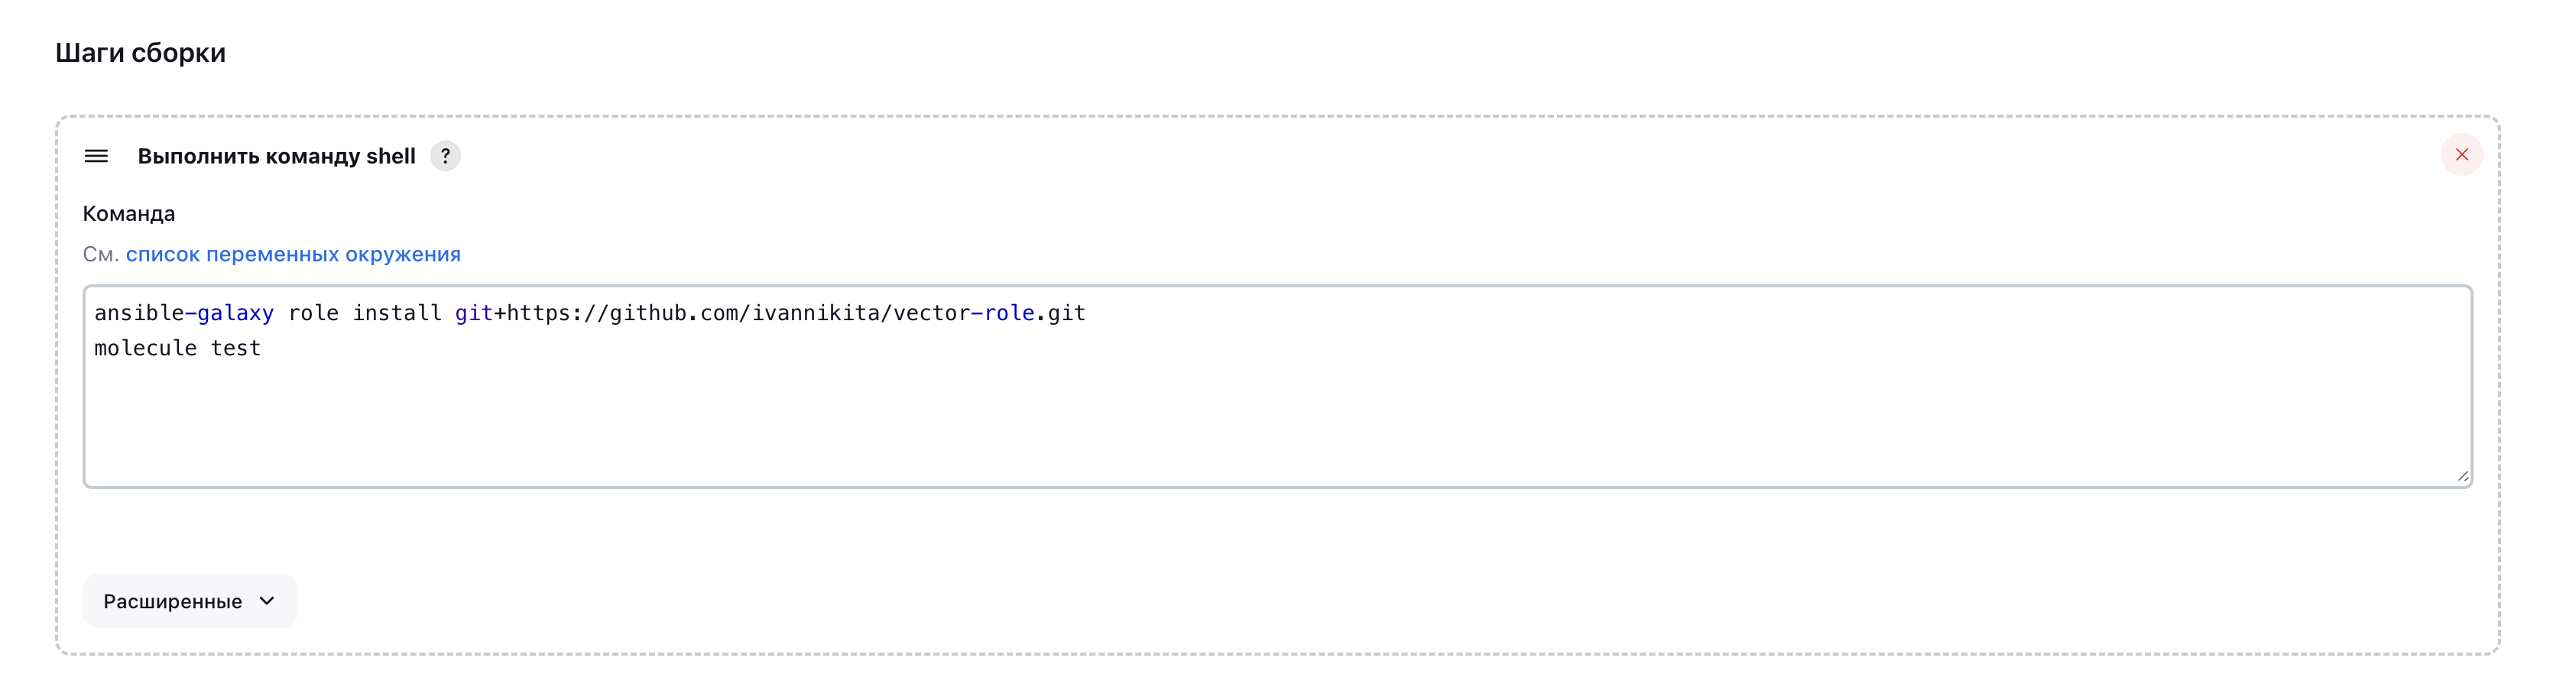 Шаги сборки
Выполнить команду shell ?
Команда
См. список переменных окружения
ansible-galaxy role install git+https://github.com/ivannikita/vector-role.git
molecule test
Расширенные